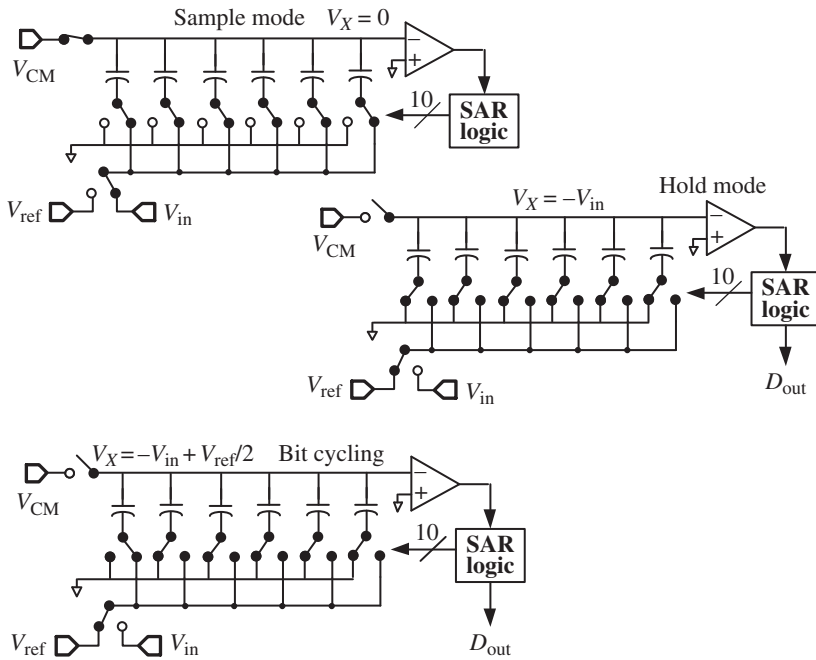 Sample mode
V_X = 0
V_CM
−
+
10
SAR
logic
V_ref
V_in
Hold mode
V_X = −V_in
V_CM
−
+
10
SAR
logic
V_ref
V_in
D_out
V_X = −V_in + V_ref/2
Bit cycling
V_CM
−
+
10
SAR
logic
V_ref
V_in
D_out